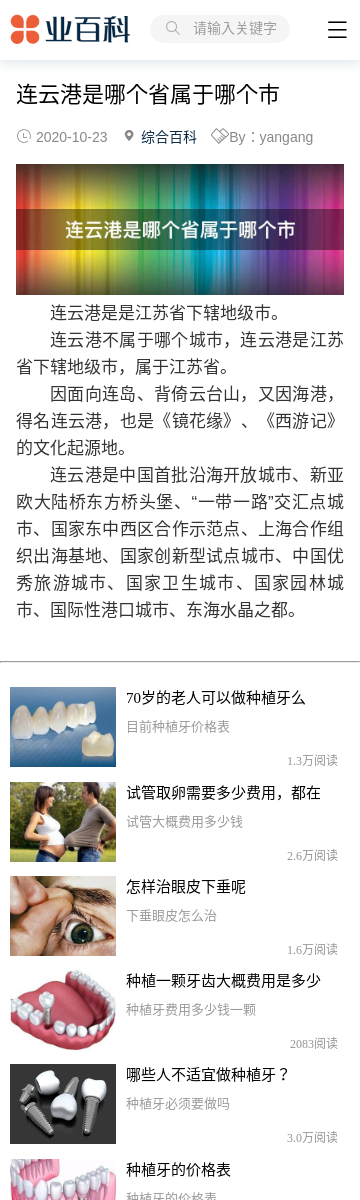 业百科
请输入关键字
连云港是哪个省属于哪个市
2020-10-23 综合百科 By：yangang
连云港是哪个省属于哪个市
连云港是是江苏省下辖地级市。
连云港不属于哪个城市，连云港是江苏
省下辖地级市，属于江苏省。
因面向连岛、背倚云台山，又因海港，
得名连云港，也是《镜花缘》、《西游记》
的文化起源地。
连云港是中国首批沿海开放城市、新亚
欧大陆桥东方桥头堡、“一带一路”交汇点城
市、国家东中西区合作示范点、上海合作组
织出海基地、国家创新型试点城市、中国优
秀旅游城市、国家卫生城市、国家园林城
市、国际性港口城市、东海水晶之都。
70岁的老人可以做种植牙么
目前种植牙价格表
1.3万阅读
试管取卵需要多少费用，都在
试管大概费用多少钱
2.6万阅读
怎样治眼皮下垂呢
下垂眼皮怎么治
1.6万阅读
种植一颗牙齿大概费用是多少
种植牙费用多少钱一颗
2083阅读
哪些人不适宜做种植牙？
种植牙必须要做吗
3.0万阅读
种植牙的价格表
种植牙的价格表